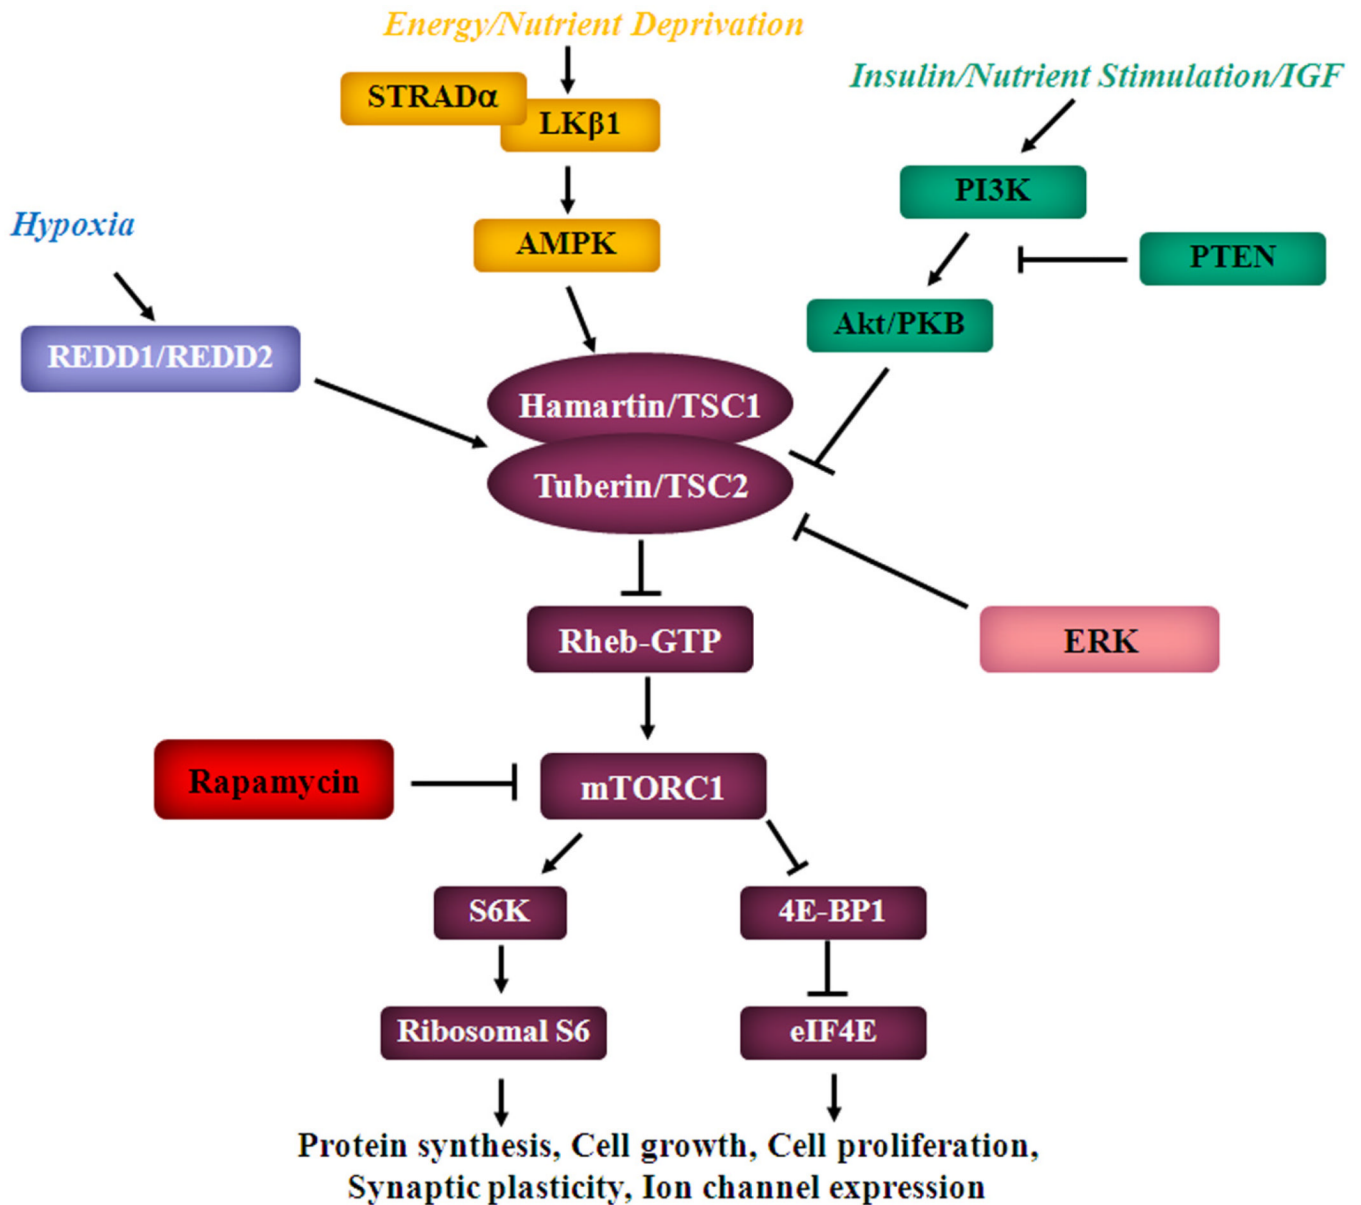 Energy/Nutrient Deprivation
Insulin/Nutrient Stimulation/IGF
STRADα
LKβ1
PI3K
Hypoxia
AMPK
PTEN
Akt/PKB
REDD1/REDD2
Hamartin/TSC1
Tuberin/TSC2
Rheb-GTP
ERK
Rapamycin
mTORC1
S6K
4E-BP1
Ribosomal S6
eIF4E
Protein synthesis, Cell growth, Cell proliferation,
Synaptic plasticity, Ion channel expression